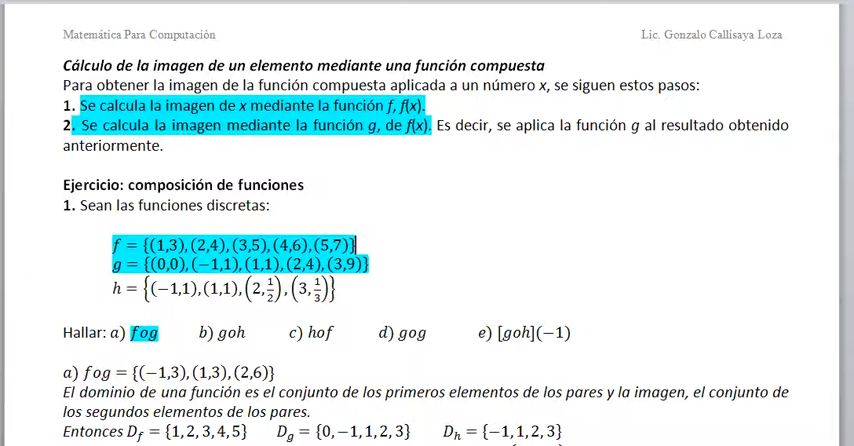 Matemática Para Computación Lic. Gonzalo Callisaya Loza
Cálculo de la imagen de un elemento mediante una función compuesta
Para obtener la imagen de la función compuesta aplicada a un número x, se siguen estos pasos:
1. Se calcula la imagen de x mediante la función f, f(x).
2. Se calcula la imagen mediante la función g, de f(x). Es decir, se aplica la función g al resultado obtenido
anteriormente.
Ejercicio: composición de funciones
1. Sean las funciones discretas:
f = {(1,3), (2,4), (3,5), (4,6), (5,7)}
g = {(0,0), (−1,1), (1,1), (2,4), (3,9)}
h = {(−1,1), (1,1), (2,1/2), (3,1/3)}
Hallar: a) fog b) goh c) hof d) gog e) [goh](−1)
a) fog = {(−1,3), (1,3), (2,6)}
El dominio de una función es el conjunto de los primeros elementos de los pares y la imagen, el conjunto de
los segundos elementos de los pares.
Entonces D_f = {1, 2, 3, 4, 5} D_g = {0, −1, 1, 2, 3} D_h = {−1, 1, 2, 3}